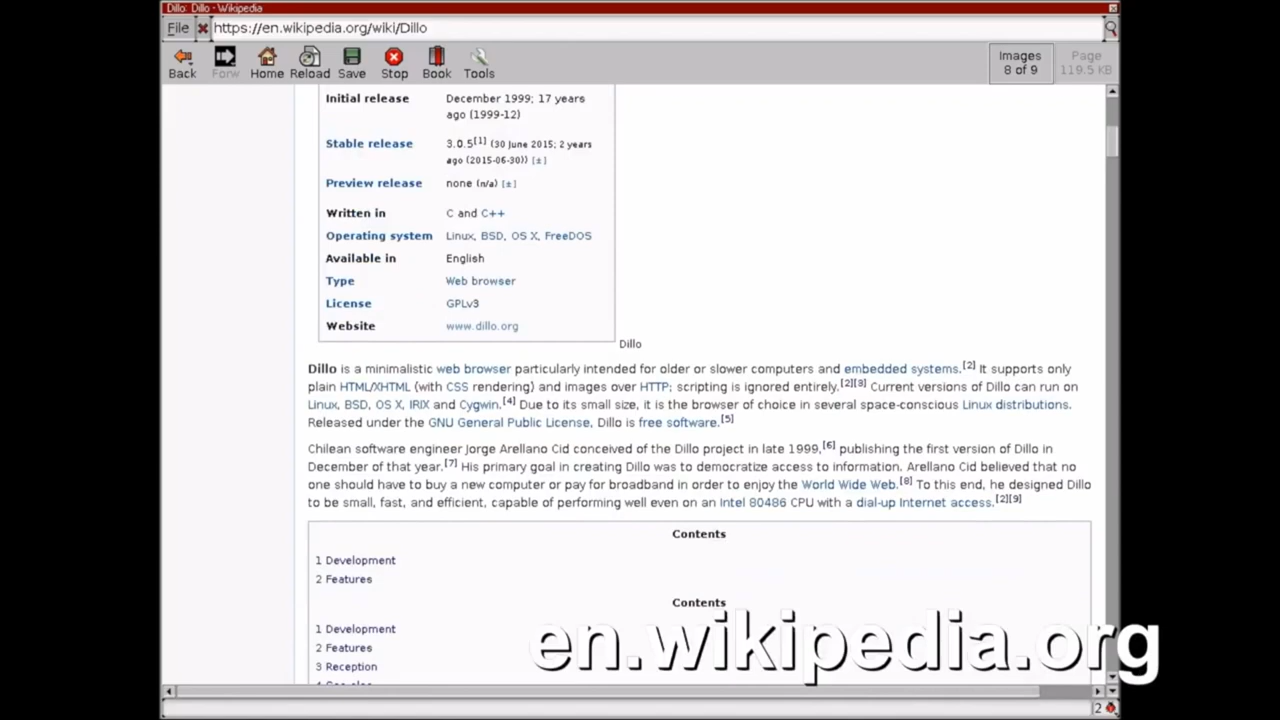 Dillo: Dillo - Wikipedia
File https://en.wikipedia.org/wiki/Dillo
Back Forw Home Reload Save Stop Book Tools
Images
8 of 9
Page
119.5 KB
Initial release December 1999; 17 years
ago (1999-12)
Stable release 3.0.5[1] (30 June 2015; 2 years
ago (2015-06-30)) [±]
Preview release none (n/a) [±]
Written in C and C++
Operating system Linux, BSD, OS X, FreeDOS
Available in English
Type Web browser
License GPLv3
Website www.dillo.org
Dillo
Dillo is a minimalistic web browser particularly intended for older or slower computers and embedded systems.[2] It supports only
plain HTML/XHTML (with CSS rendering) and images over HTTP; scripting is ignored entirely.[2][3] Current versions of Dillo can run on
Linux, BSD, OS X, IRIX and Cygwin.[4] Due to its small size, it is the browser of choice in several space-conscious Linux distributions.
Released under the GNU General Public License, Dillo is free software.[5]
Chilean software engineer Jorge Arellano Cid conceived of the Dillo project in late 1999,[6] publishing the first version of Dillo in
December of that year.[7] His primary goal in creating Dillo was to democratize access to information. Arellano Cid believed that no
one should have to buy a new computer or pay for broadband in order to enjoy the World Wide Web.[8] To this end, he designed Dillo
to be small, fast, and efficient, capable of performing well even on an Intel 80486 CPU with a dial-up Internet access.[2][9]
Contents
1 Development
2 Features
Contents
1 Development
2 Features
3 Reception
en.wikipedia.org
2